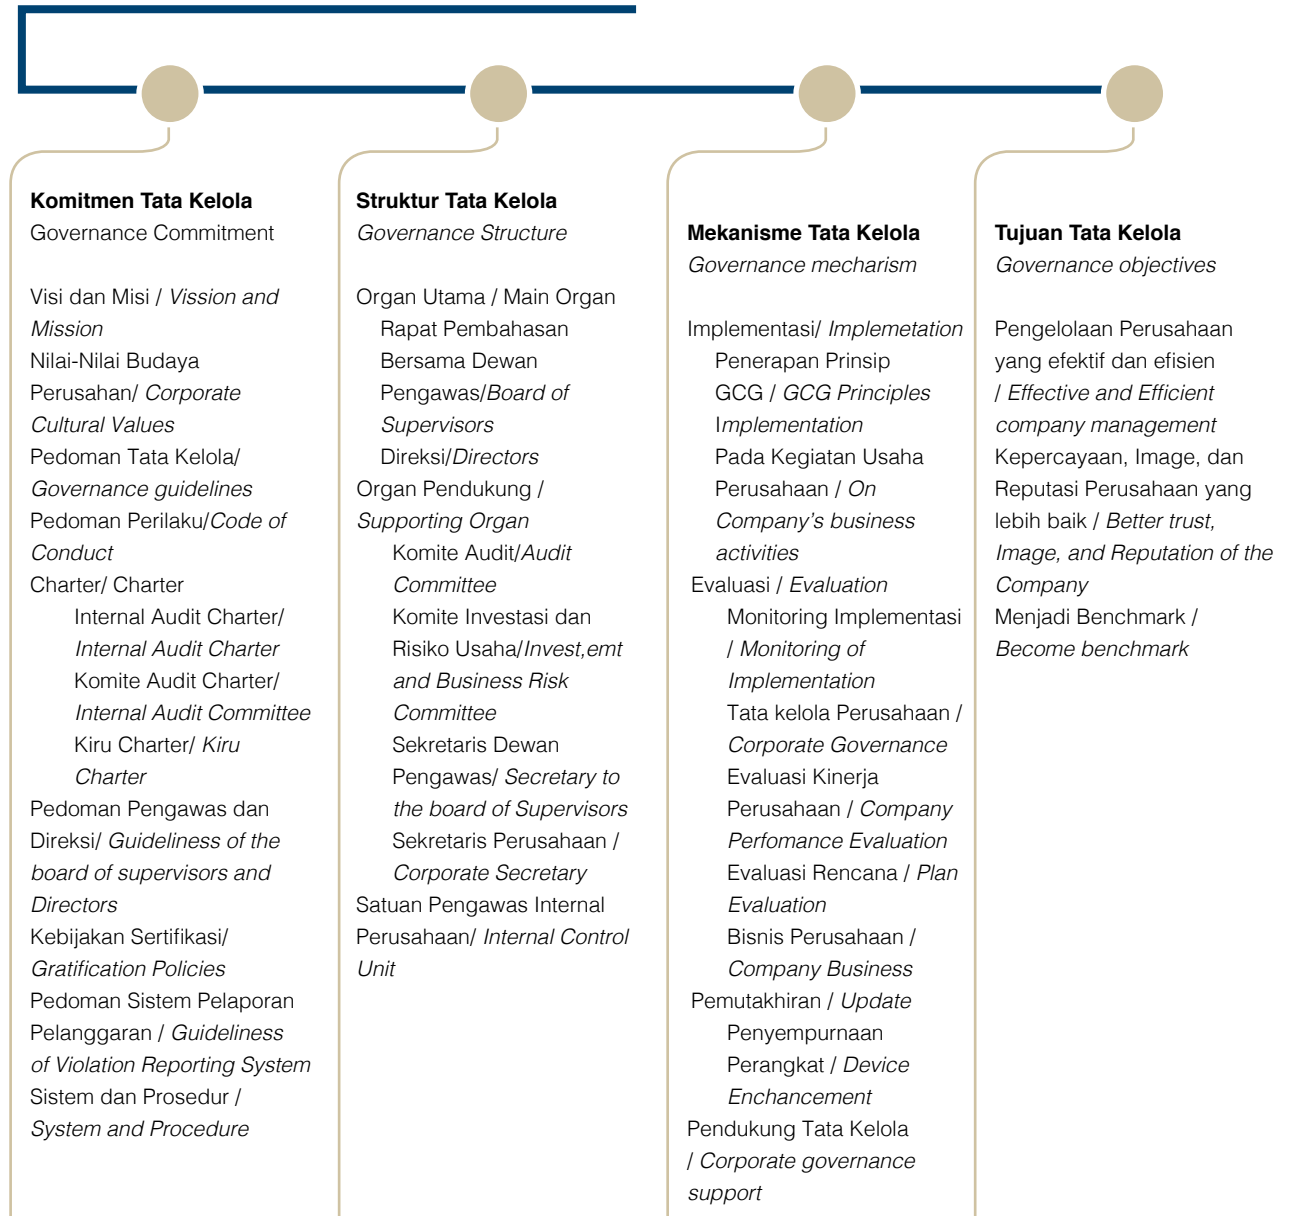 Komitmen Tata Kelola
Governance Commitment
Visi dan Misi / Vission and
Mission
Nilai-Nilai Budaya
Perusahan/ Corporate
Cultural Values
Pedoman Tata Kelola/
Governance guidelines
Pedoman Perilaku/Code of
Conduct
Charter/ Charter
Internal Audit Charter/
Internal Audit Charter
Komite Audit Charter/
Internal Audit Committee
Kiru Charter/ Kiru
Charter
Pedoman Pengawas dan
Direksi/ Guideliness of the
board of supervisors and
Directors
Kebijakan Sertifikasi/
Gratification Policies
Pedoman Sistem Pelaporan
Pelanggaran / Guideliness
of Violation Reporting System
Sistem dan Prosedur /
System and Procedure
Struktur Tata Kelola
Governance Structure
Organ Utama / Main Organ
Rapat Pembahasan
Bersama Dewan
Pengawas/Board of
Supervisors
Direksi/Directors
Organ Pendukung /
Supporting Organ
Komite Audit/Audit
Committee
Komite Investasi dan
Risiko Usaha/Invest,emt
and Business Risk
Committee
Sekretaris Dewan
Pengawas/ Secretary to
the board of Supervisors
Sekretaris Perusahaan /
Corporate Secretary
Satuan Pengawas Internal
Perusahaan/ Internal Control
Unit
Mekanisme Tata Kelola
Governance mecharism
Implementasi/ Implemetation
Penerapan Prinsip
GCG / GCG Principles
Implementation
Pada Kegiatan Usaha
Perusahaan / On
Company's business
activities
Evaluasi / Evaluation
Monitoring Implementasi
/ Monitoring of
Implementation
Tata kelola Perusahaan /
Corporate Governance
Evaluasi Kinerja
Perusahaan / Company
Perfomance Evaluation
Evaluasi Rencana / Plan
Evaluation
Bisnis Perusahaan /
Company Business
Pemutakhiran / Update
Penyempurnaan
Perangkat / Device
Enchancement
Pendukung Tata Kelola
/ Corporate governance
support
Tujuan Tata Kelola
Governance objectives
Pengelolaan Perusahaan
yang efektif dan efisien
/ Effective and Efficient
company management
Kepercayaan, Image, dan
Reputasi Perusahaan yang
lebih baik / Better trust,
Image, and Reputation of the
Company
Menjadi Benchmark /
Become benchmark